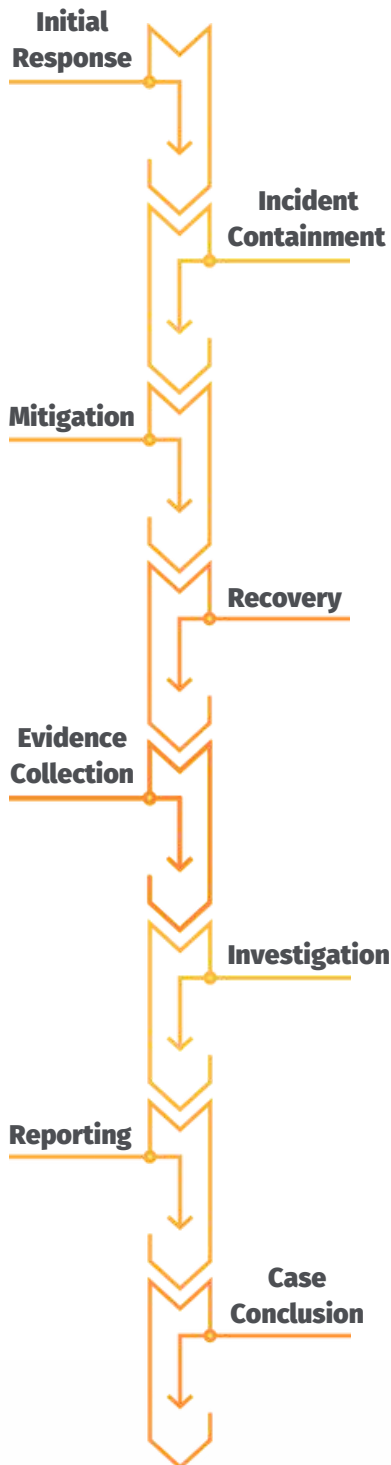 Initial
Response
Incident
Containment
Mitigation
Recovery
Evidence
Collection
Investigation
Reporting
Case
Conclusion